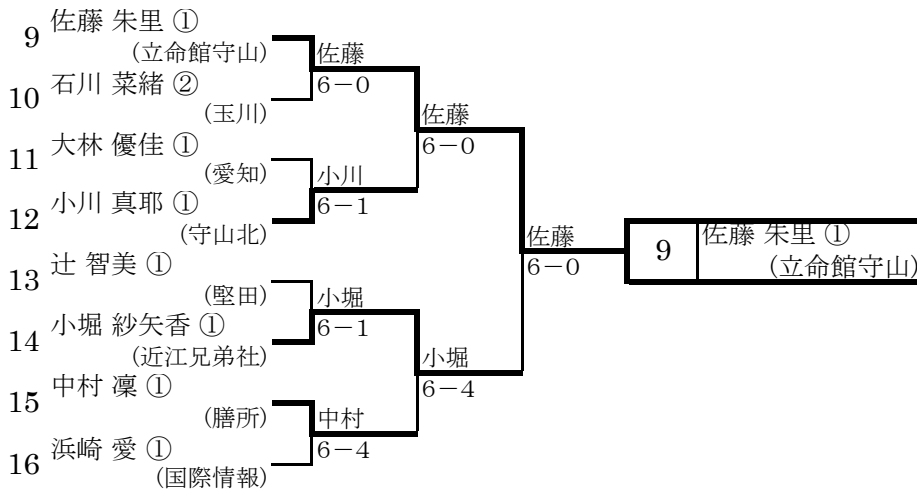 9 佐藤 朱里 ①
(立命館守山)
佐藤
6－0
10 石川 菜緒 ②
(玉川)
佐藤
6－0
11 大林 優佳 ①
(愛知)
小川
6－1
12 小川 真耶 ①
(守山北)
佐藤
6－0
9 佐藤 朱里 ①
(立命館守山)
13 辻 智美 ①
(堅田)
小堀
6－1
14 小堀 紗矢香 ①
(近江兄弟社)
小堀
6－4
15 中村 凜 ①
(膳所)
中村
6－4
16 浜崎 愛 ①
(国際情報)